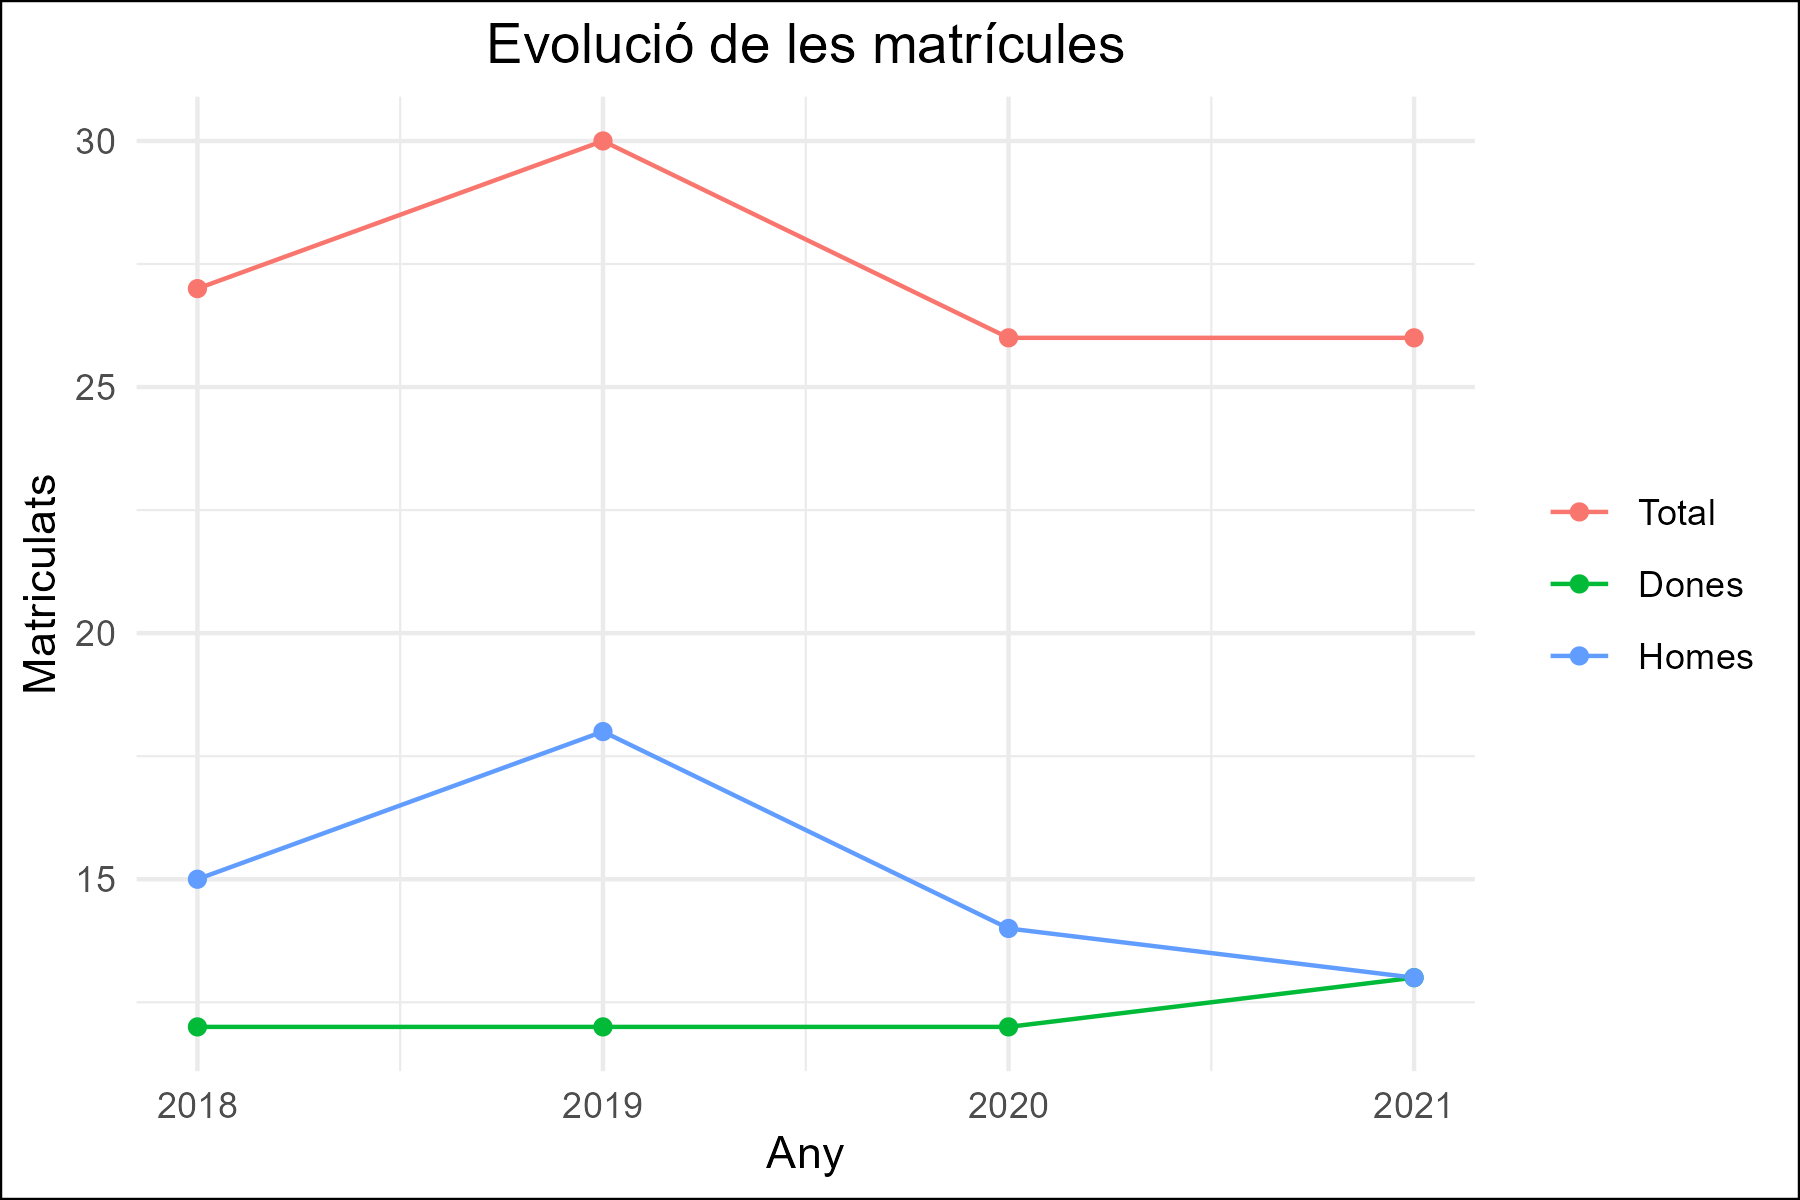 Evolució de les matrícules
30
25
20
15
Matriculats
2018 2019 2020 2021
Any
Total
Dones
Homes